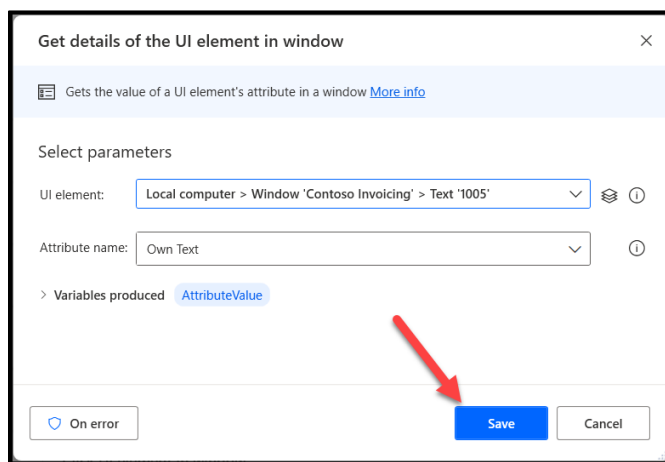 Get details of the UI element in window
Gets the value of a UI element's attribute in a window More info
Select parameters
UI element: Local computer > Window 'Contoso Invoicing' > Text '1005'
Attribute name: Own Text
> Variables produced AttributeValue
On error Save Cancel